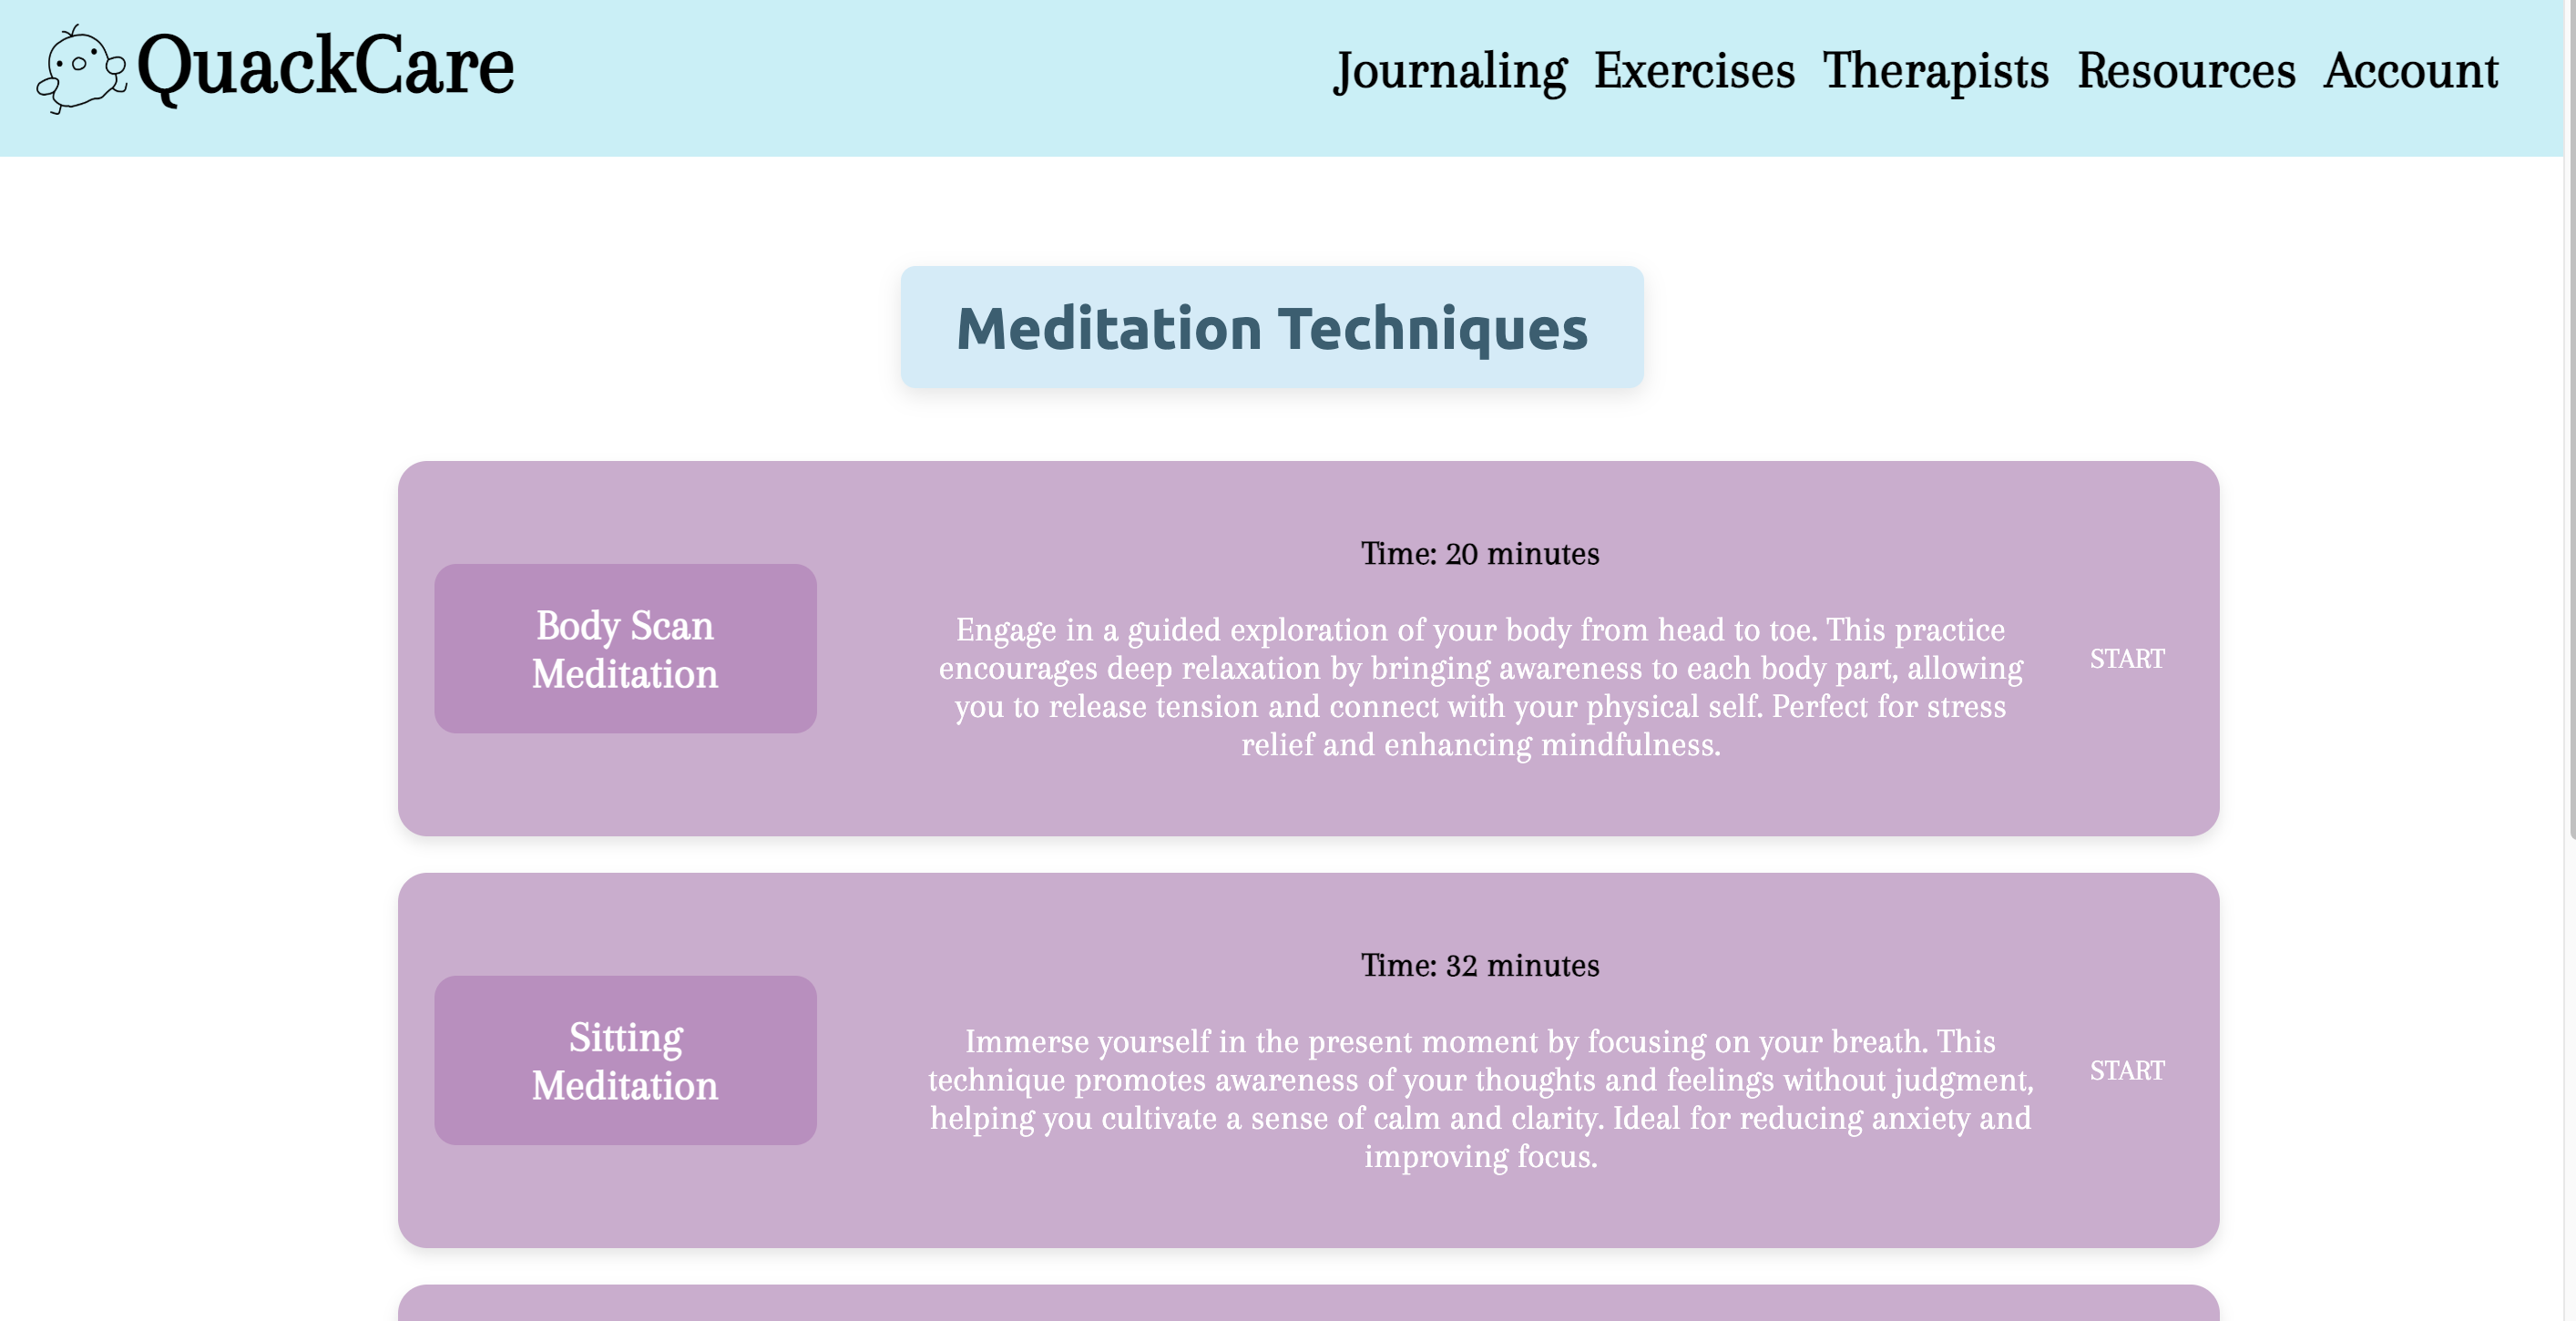 QuackCare
Journaling Exercises Therapists Resources Account
Meditation Techniques
Body Scan
Meditation
Time: 20 minutes
Engage in a guided exploration of your body from head to toe. This practice
encourages deep relaxation by bringing awareness to each body part, allowing
you to release tension and connect with your physical self. Perfect for stress
relief and enhancing mindfulness.
START
Sitting
Meditation
Time: 32 minutes
Immerse yourself in the present moment by focusing on your breath. This
technique promotes awareness of your thoughts and feelings without judgment,
helping you cultivate a sense of calm and clarity. Ideal for reducing anxiety and
improving focus.
START